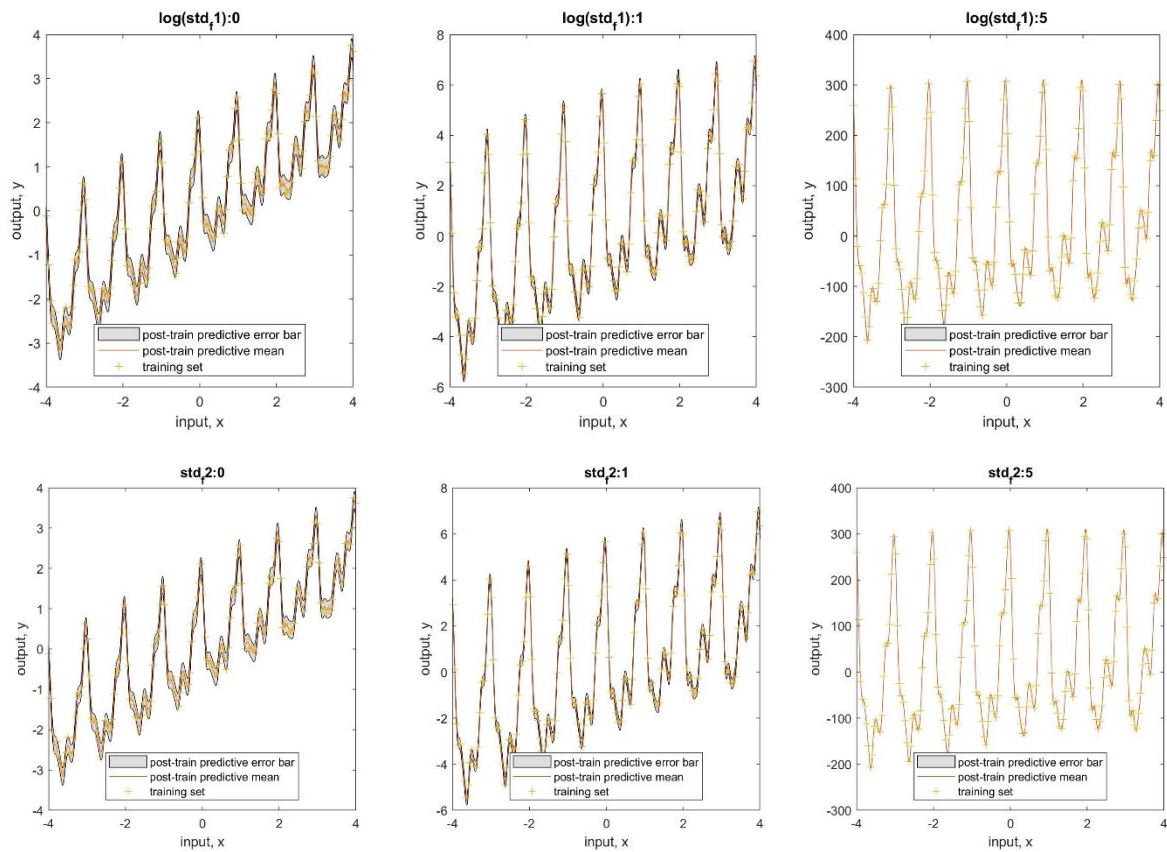 log(std_f1):0
log(std_f1):1
log(std_f1):5
output, y
4
3
2
1
0
-1
-2
-3
-4
post-train predictive error bar
post-train predictive mean
training set
-4
-2
0
2
4
input, x
output, y
8
6
4
2
0
-2
-4
-6
post-train predictive error bar
post-train predictive mean
training set
-4
-2
0
2
4
input, x
output, y
400
300
200
100
0
-100
-200
-300
post-train predictive error bar
post-train predictive mean
training set
-4
-2
0
2
4
input, x
std_f2:0
std_f2:1
std_f2:5
output, y
4
3
2
1
0
-1
-2
-3
-4
post-train predictive error bar
post-train predictive mean
training set
-4
-2
0
2
4
input, x
output, y
8
6
4
2
0
-2
-4
-6
post-train predictive error bar
post-train predictive mean
training set
-4
-2
0
2
4
input, x
output, y
400
300
200
100
0
-100
-200
-300
post-train predictive error bar
post-train predictive mean
training set
-4
-2
0
2
4
input, x